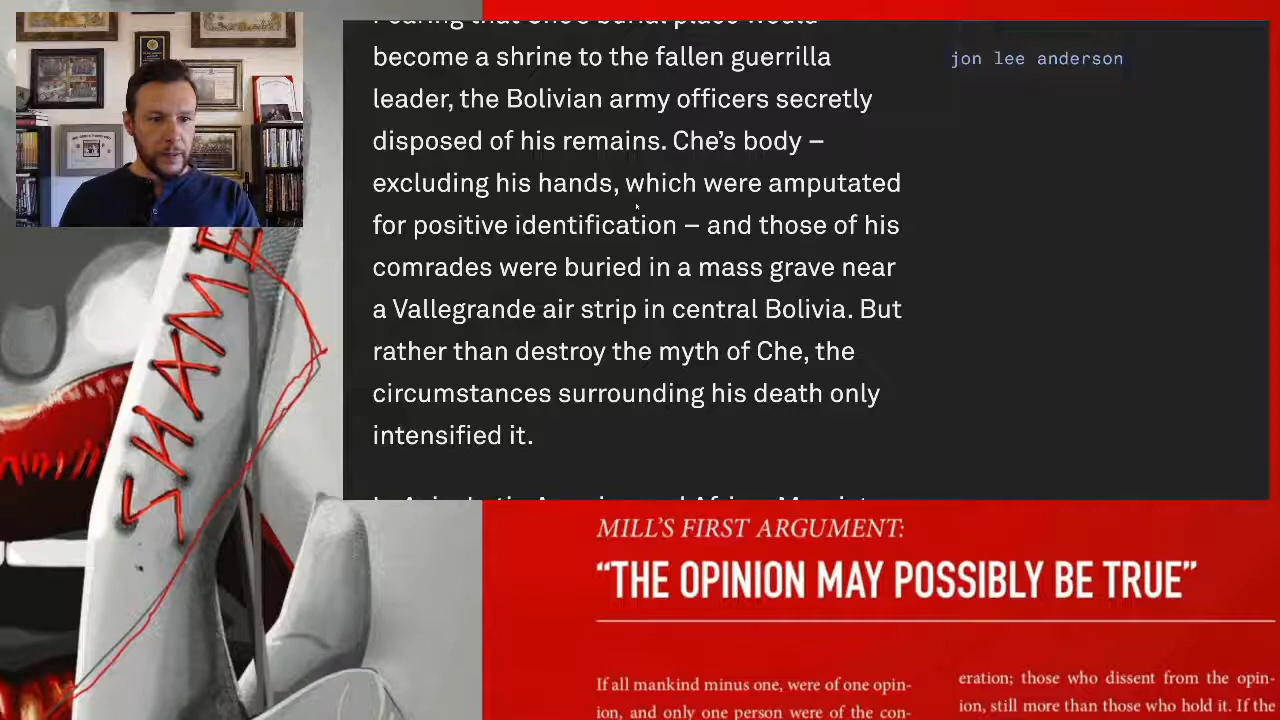 become a shrine to the fallen guerrilla
leader, the Bolivian army officers secretly
disposed of his remains. Che’s body –
excluding his hands, which were amputated
for positive identification – and those of his
comrades were buried in a mass grave near
a Vallegrande air strip in central Bolivia. But
rather than destroy the myth of Che, the
circumstances surrounding his death only
intensified it.
jon lee anderson
SHAME
MILL’S FIRST ARGUMENT:
“THE OPINION MAY POSSIBLY BE TRUE”
If all mankind minus one, were of one opin-
ion, and only one person were of the con-
eration; those who dissent from the opin-
ion, still more than those who hold it. If the